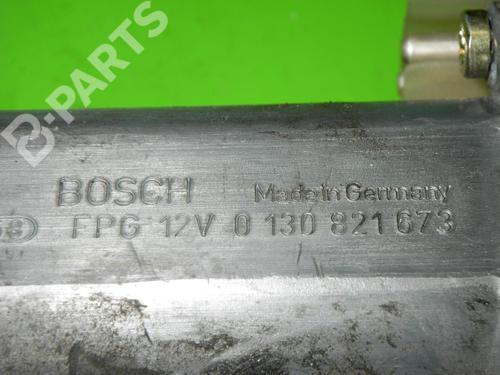 B-PARTS
BOSCH Made in Germany
FPG 12V 0 130 821 673